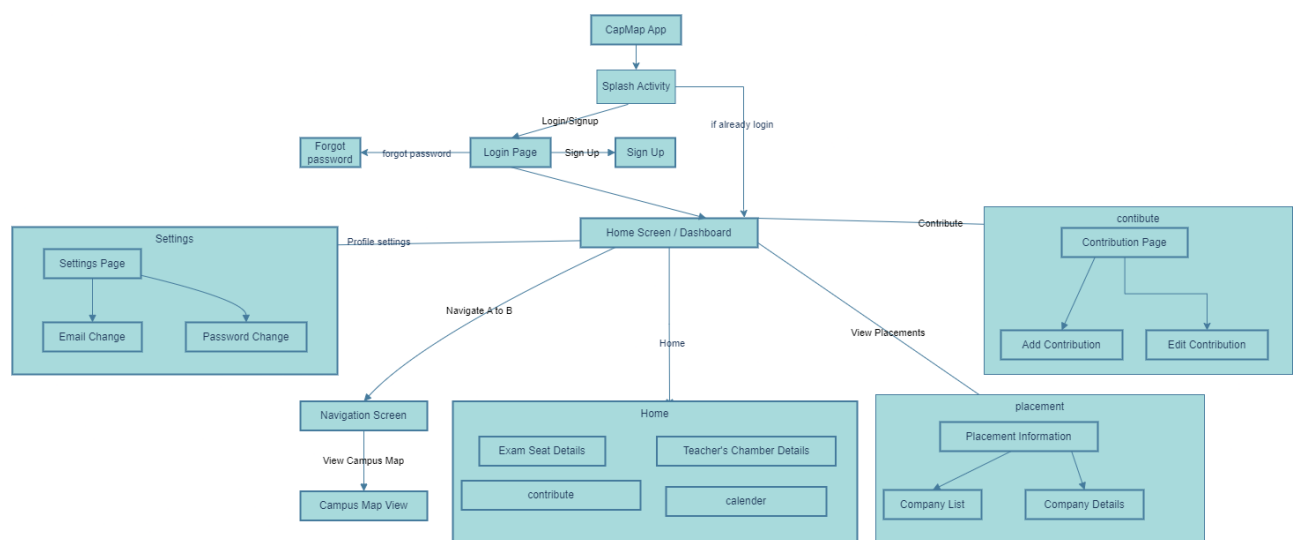 CapMap App
Splash Activity
Login/Signup
if already login
Forgot
password
forgot password
Login Page
Sign Up
Sign Up
Home Screen / Dashboard
Settings
Settings Page
Email Change
Password Change
Profile settings
Contribute
contibute
Contribution Page
Add Contribution
Edit Contribution
Navigate A to B
Home
View Placements
Navigation Screen
View Campus Map
Campus Map View
Home
Exam Seat Details
Teacher's Chamber Details
contribute
calender
placement
Placement Information
Company List
Company Details